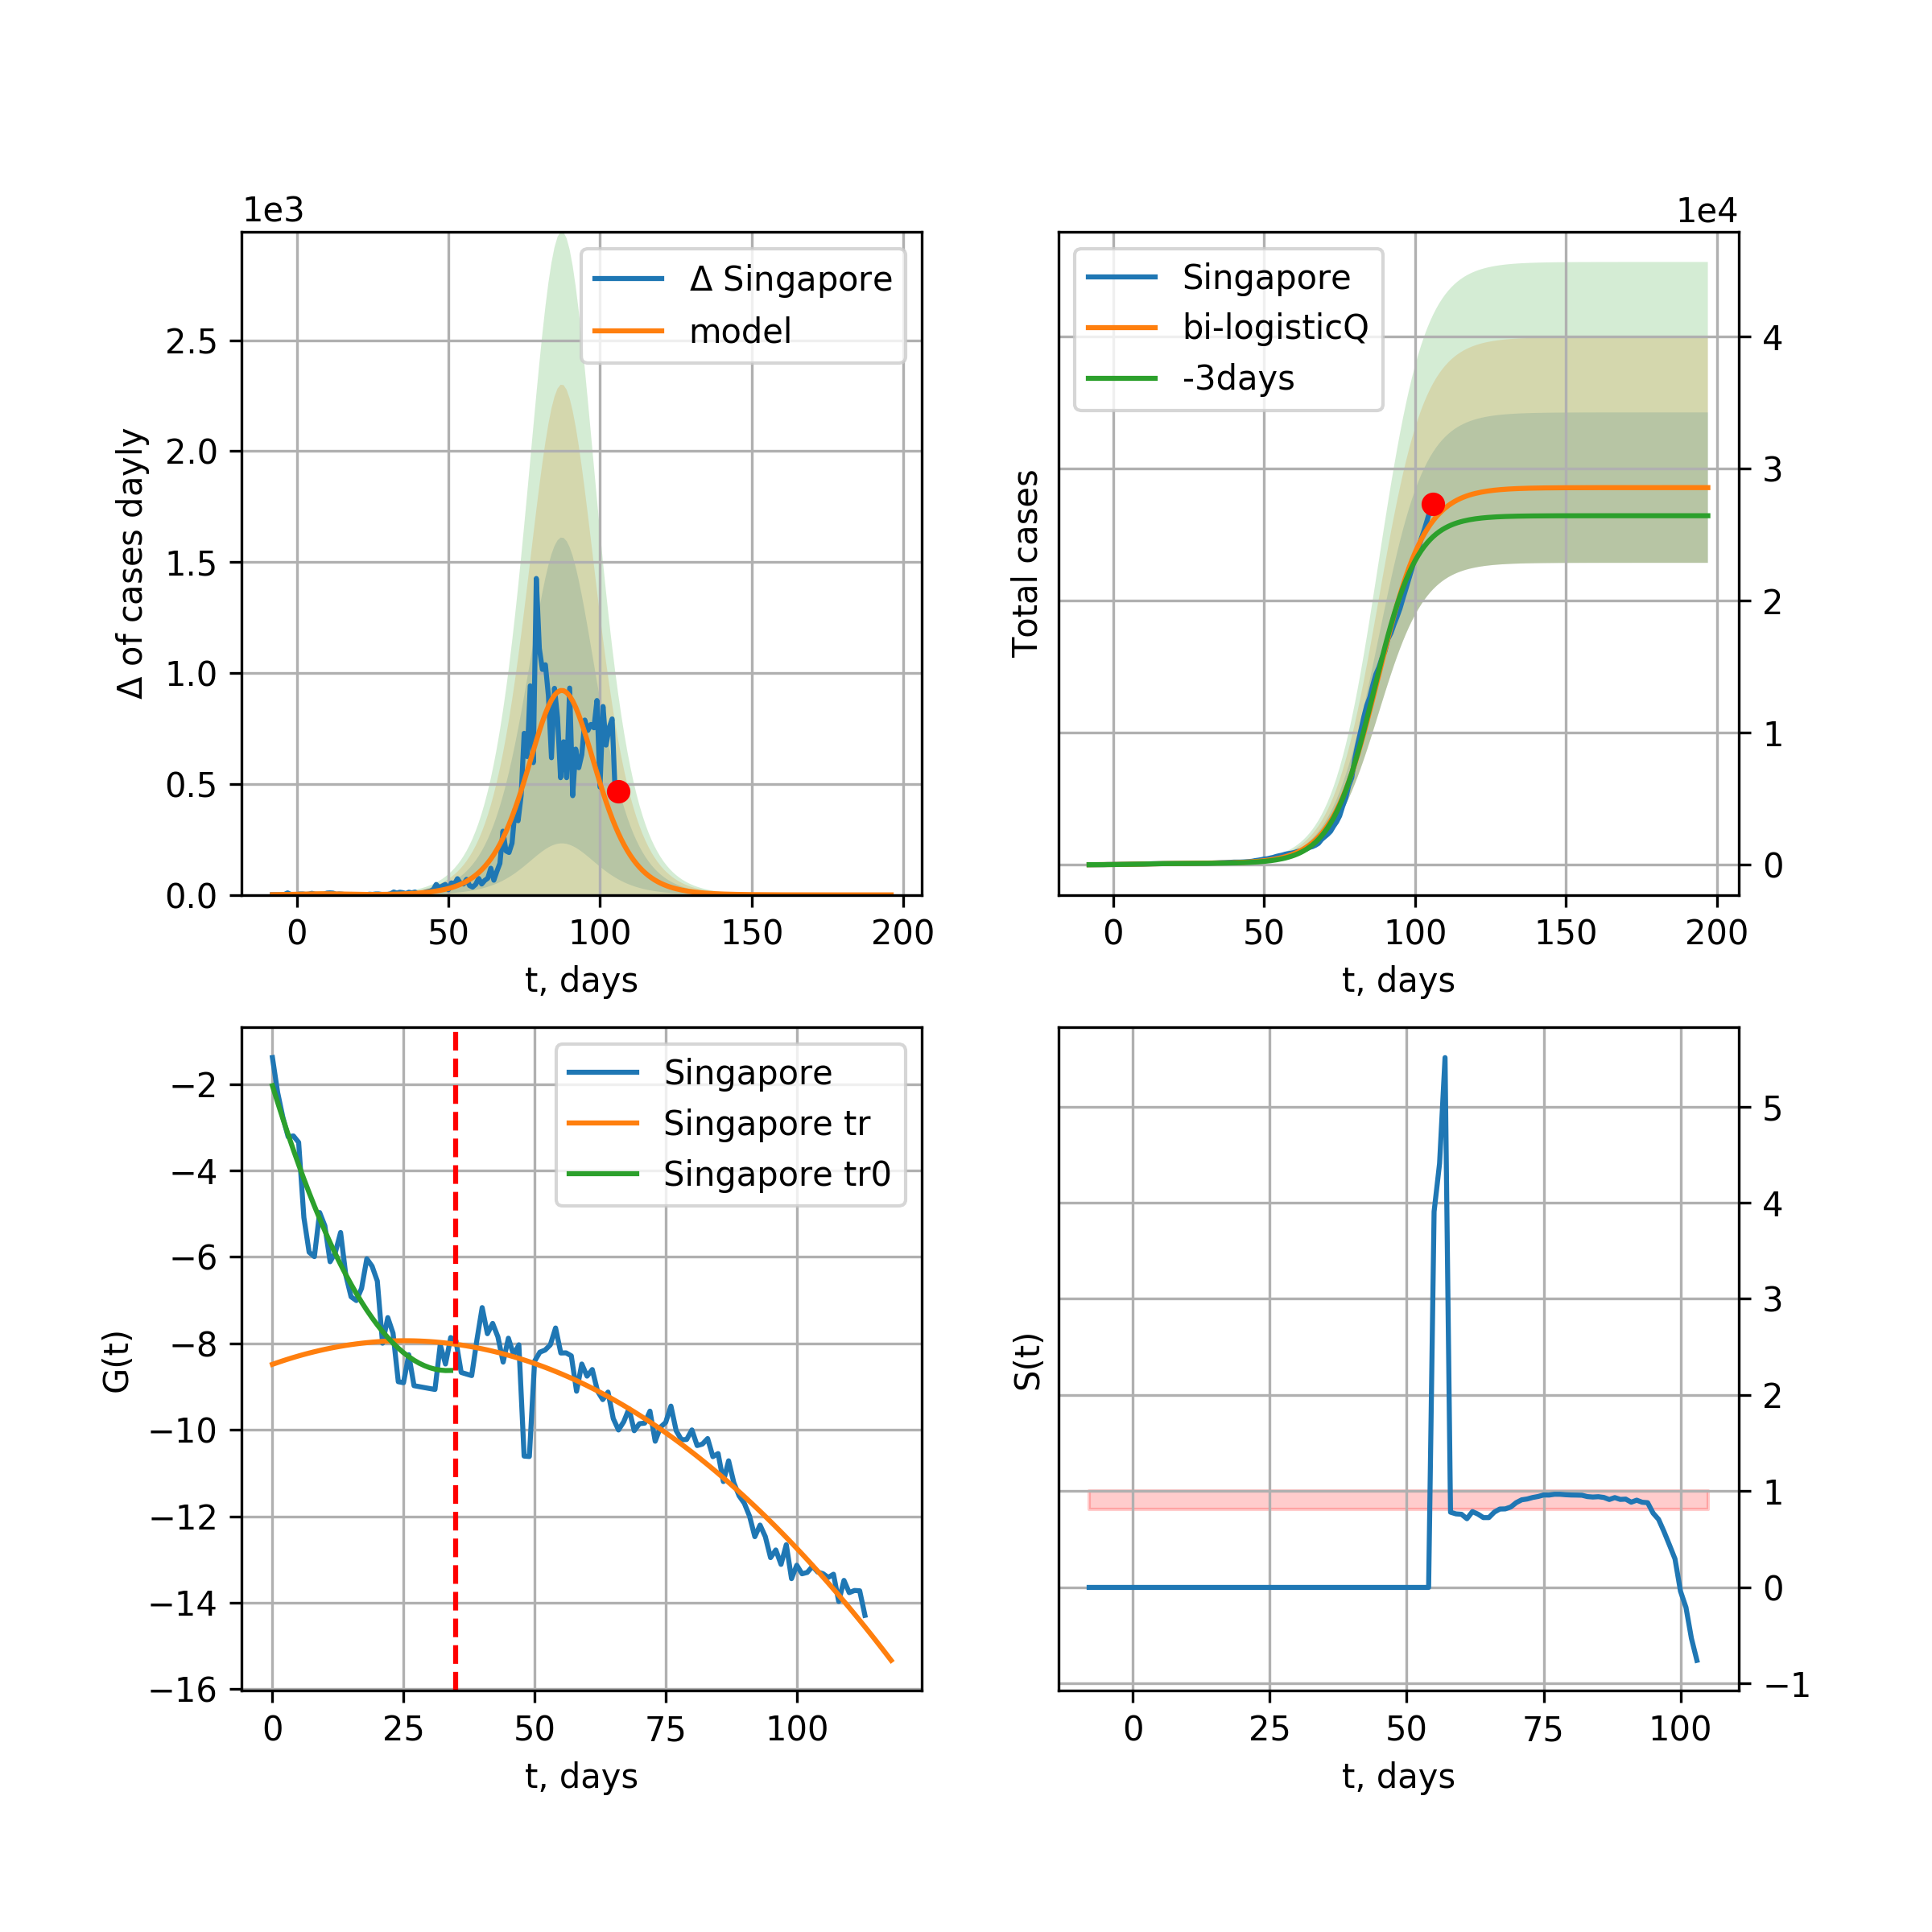 1e3
Δ Singapore
model
2.5
2.0
1.5
1.0
0.5
0.0
Δ of cases dayly
0 50 100 150 200
t, days
1e4
Singapore
bi-logisticQ
-3days
4
3
2
1
0
Total cases
0 50 100 150 200
t, days
Singapore
Singapore tr
Singapore tr0
−2
−4
−6
−8
−10
−12
−14
−16
G(t)
0 25 50 75 100
t, days
5
4
3
2
1
0
−1
S(t)
0 25 50 75 100
t, days